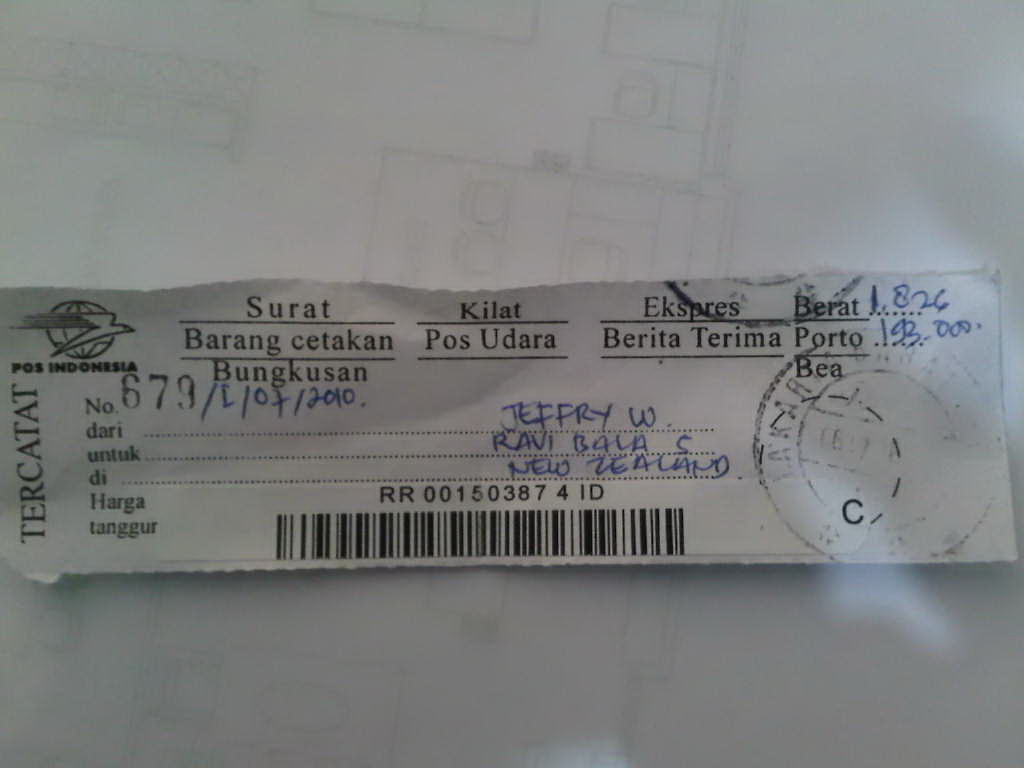 Surat Kilat Ekspres Berat 1.826
Barang cetakan Pos Udara Berita Terima Porto 193.000.
Bungkusan Bea
POS INDONESIA
TERCATAT
No. 679/I/07/2010.
dari JEFFRY W.
untuk RAVI BALA S
di NEW ZEALAND
Harga
tanggur
RR 00150387 4 ID
C